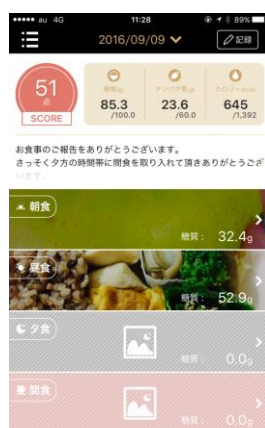 au 4G 11:28 89%
2016/09/09
記録
51
点
SCORE
糖質(g)
85.3
/100.0
タンパク質(g)
23.6
/60.0
カロリー(kcal)
645
/1,392
お食事のご報告をありがとうございます。
さっそく夕方の時間帯に間食を取り入れて頂きありがとうござ
います。
朝食
糖質: 32.4g
昼食
糖質: 52.9g
夕食
糖質: 0.0g
間食
糖質: 0.0g